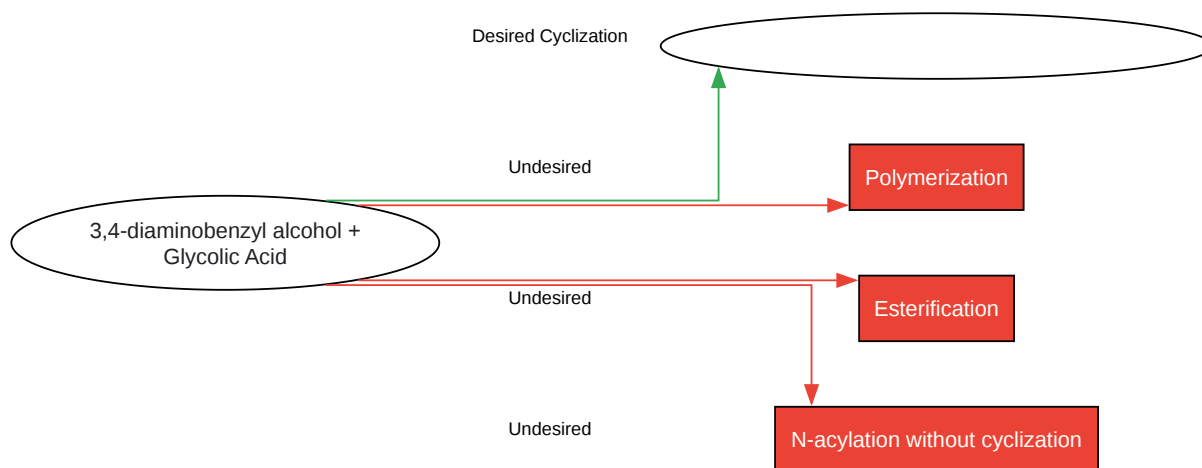 Desired Cyclization
Undesired
Polymerization
3,4-diaminobenzyl alcohol +
Glycolic Acid
Undesired
Esterification
Undesired
N-acylation without cyclization